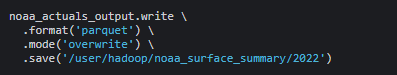 noaa_actuals_output.write \
.format('parquet') \
.mode('overwrite') \
.save('/user/hadoop/noaa_surface_summary/2022')